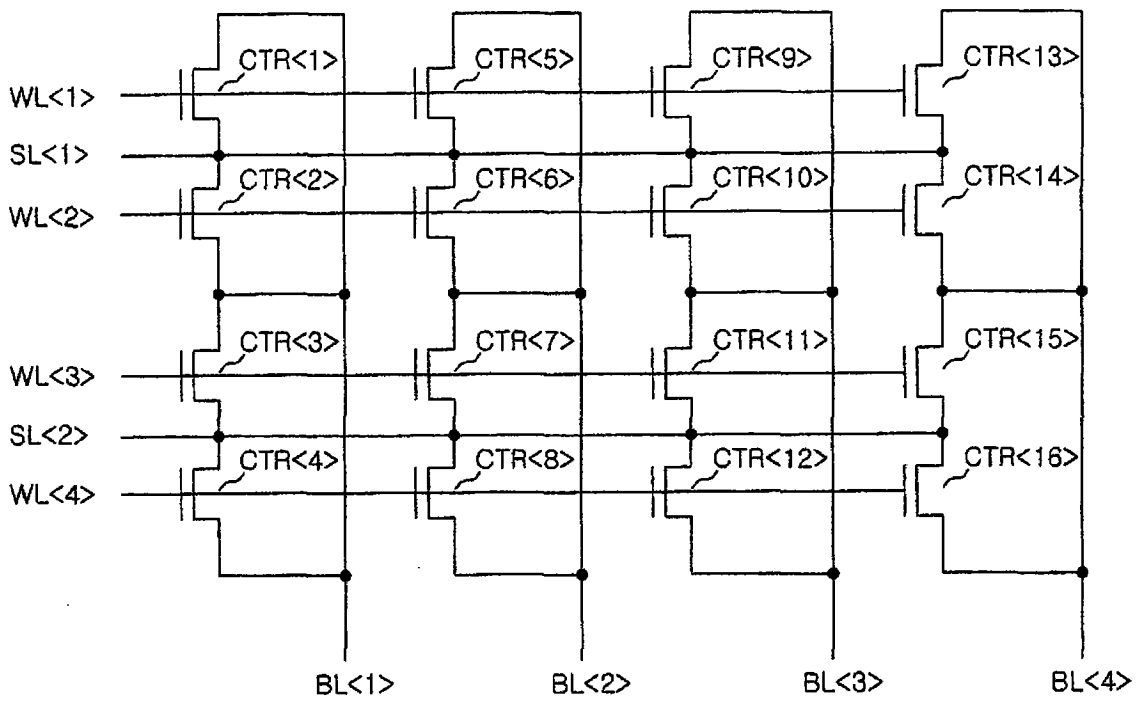 CTR<1> CTR<5> CTR<9> CTR<13>
WL<1>
SL<1>
CTR<2> CTR<6> CTR<10> CTR<14>
WL<2>
CTR<3> CTR<7> CTR<11> CTR<15>
WL<3>
SL<2>
CTR<4> CTR<8> CTR<12> CTR<16>
WL<4>
BL<1> BL<2> BL<3> BL<4>